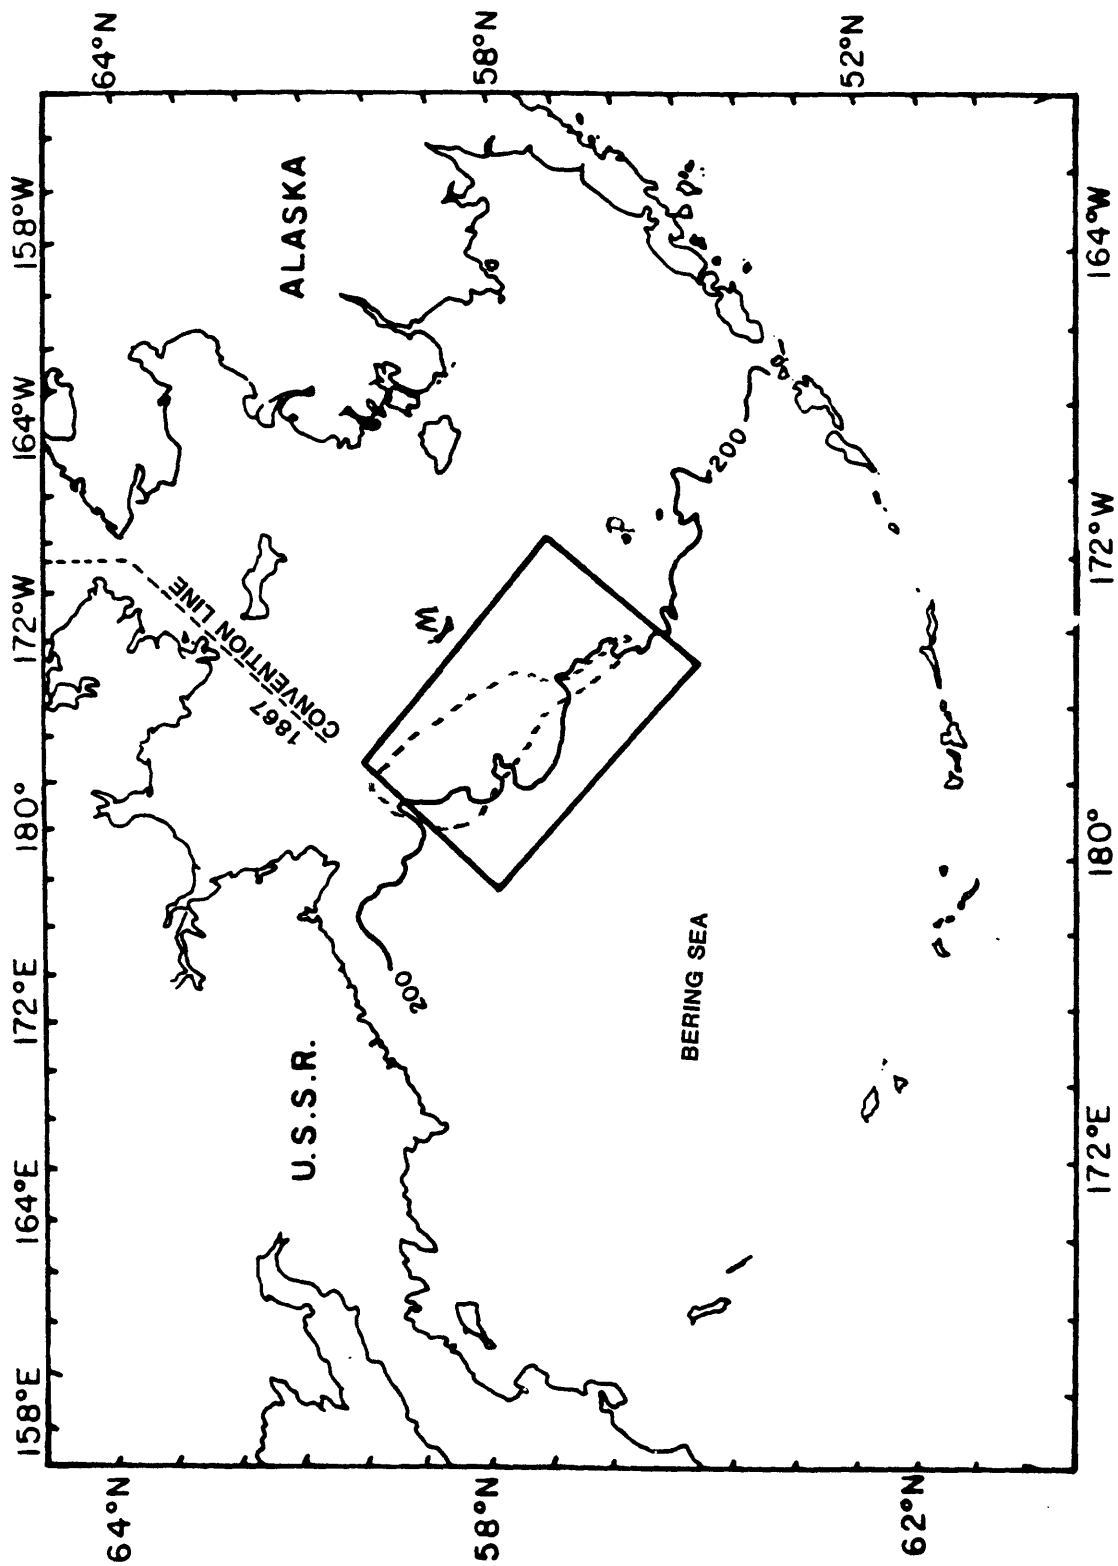 158°E
164°E
172°E
180°
172°W
164°W
158°W
64°N
64°N
U.S.S.R.
ALASKA
1867
CONVENTION LINE
200
M
58°N
58°N
P
200
BERING SEA
62°N
52°N
172°E
180°
172°W
164°W